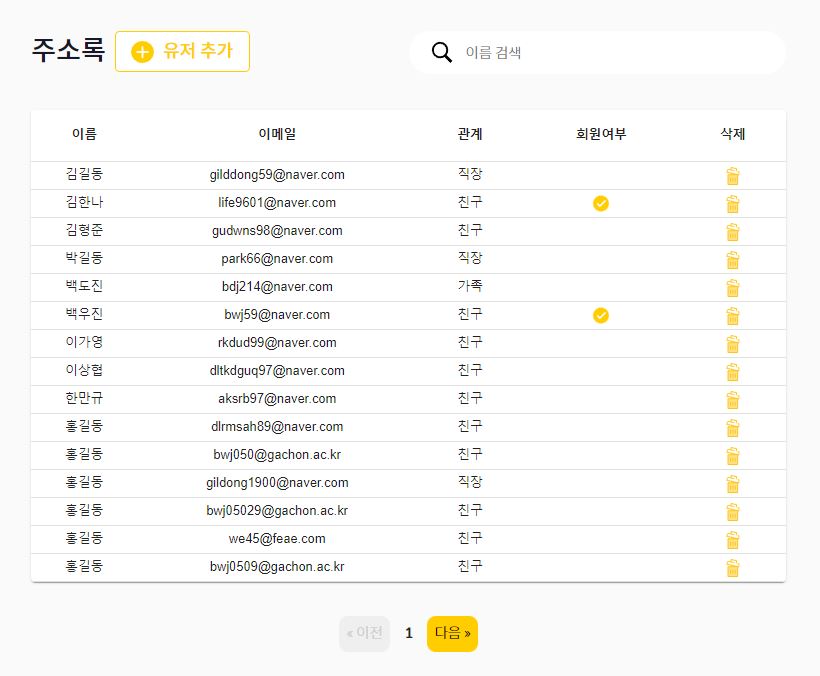 주소록 유저 추가 이름 검색
이름 이메일 관계 회원여부 삭제
김길동 gilddong59@naver.com 직장
김한나 life9601@naver.com 친구
김형준 gudwns98@naver.com 친구
박길동 park66@naver.com 직장
백도진 bdj214@naver.com 가족
백우진 bwj59@naver.com 친구
이가영 rkdud99@naver.com 친구
이상협 dltkdguq97@naver.com 친구
한만규 aksrb97@naver.com 친구
홍길동 dlrmsah89@naver.com 친구
홍길동 bwj050@gachon.ac.kr 친구
홍길동 gildong1900@naver.com 직장
홍길동 bwj05029@gachon.ac.kr 친구
홍길동 we45@feae.com 친구
홍길동 bwj0509@gachon.ac.kr 친구
« 이전 1 다음 »